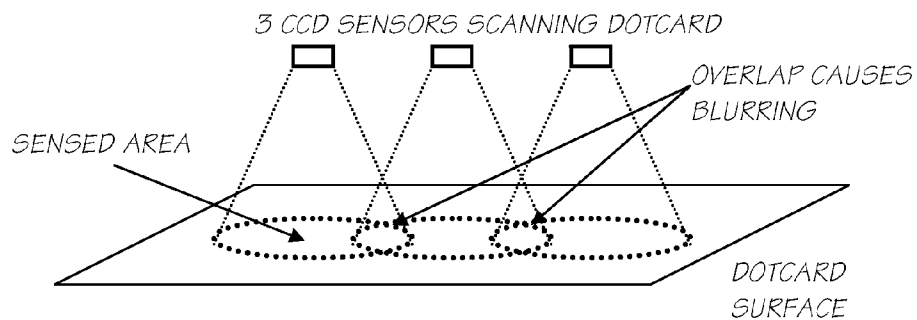 3 CCD SENSORS SCANNING DOTCARD
OVERLAP CAUSES
BLURRING
SENSED AREA
DOTCARD
SURFACE